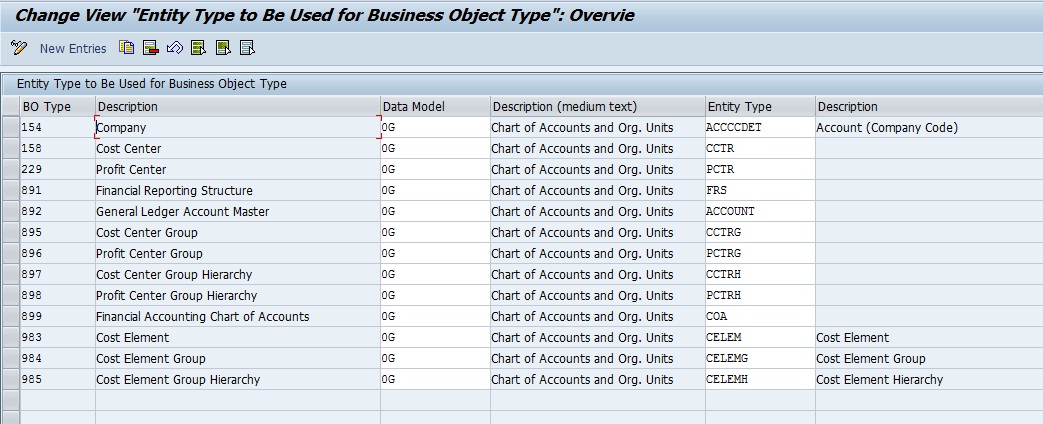 Change View "Entity Type to Be Used for Business Object Type": Overvie
New Entries
Entity Type to Be Used for Business Object Type
BO Type Description Data Model Description (medium text) Entity Type Description
154 Company 0G Chart of Accounts and Org. Units ACCCCDET Account (Company Code)
158 Cost Center 0G Chart of Accounts and Org. Units CCTR
229 Profit Center 0G Chart of Accounts and Org. Units PCTR
891 Financial Reporting Structure 0G Chart of Accounts and Org. Units FRS
892 General Ledger Account Master 0G Chart of Accounts and Org. Units ACCOUNT
895 Cost Center Group 0G Chart of Accounts and Org. Units CCTRG
896 Profit Center Group 0G Chart of Accounts and Org. Units PCTRG
897 Cost Center Group Hierarchy 0G Chart of Accounts and Org. Units CCTRH
898 Profit Center Group Hierarchy 0G Chart of Accounts and Org. Units PCTRH
899 Financial Accounting Chart of Accounts 0G Chart of Accounts and Org. Units COA
983 Cost Element 0G Chart of Accounts and Org. Units CELEM Cost Element
984 Cost Element Group 0G Chart of Accounts and Org. Units CELEMG Cost Element Group
985 Cost Element Group Hierarchy 0G Chart of Accounts and Org. Units CELEMH Cost Element Hierarchy